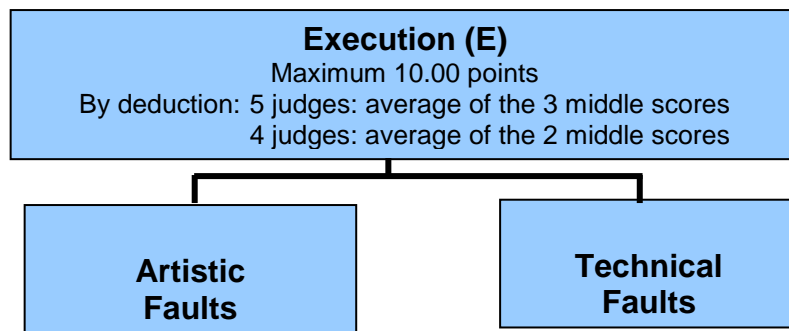 Execution (E)
Maximum 10.00 points
By deduction: 5 judges: average of the 3 middle scores
4 judges: average of the 2 middle scores
Artistic
Faults
Technical
Faults